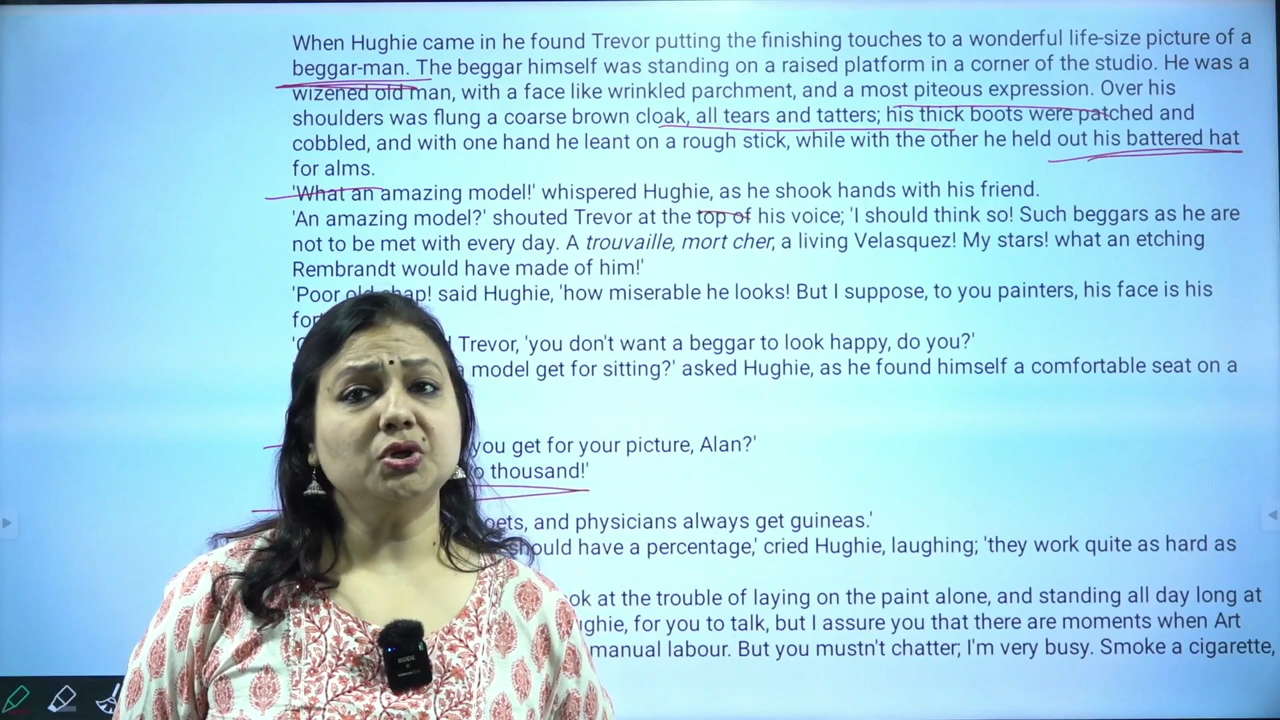 When Hughie came in he found Trevor putting the finishing touches to a wonderful life-size picture of a
beggar-man. The beggar himself was standing on a raised platform in a corner of the studio. He was a
wizened old man, with a face like wrinkled parchment, and a most piteous expression. Over his
shoulders was flung a coarse brown cloak, all tears and tatters; his thick boots were patched and
cobbled, and with one hand he leant on a rough stick, while with the other he held out his battered hat
for alms.
'What an amazing model!' whispered Hughie, as he shook hands with his friend.
'An amazing model?' shouted Trevor at the top of his voice; 'I should think so! Such beggars as he are
not to be met with every day. A trouvaille, mort cher, a living Velasquez! My stars! what an etching
Rembrandt would have made of him!'
'Poor old chap! said Hughie, 'how miserable he looks! But I suppose, to you painters, his face is his
Trevor, 'you don't want a beggar to look happy, do you?'
model get for sitting?' asked Hughie, as he found himself a comfortable seat on a
you get for your picture, Alan?'
thousand!'
and physicians always get guineas.'
should have a percentage,' cried Hughie, laughing; 'they work quite as hard as
at the trouble of laying on the paint alone, and standing all day long at
for you to talk, but I assure you that there are moments when Art
manual labour. But you mustn't chatter; I'm very busy. Smoke a cigarette,
RODE